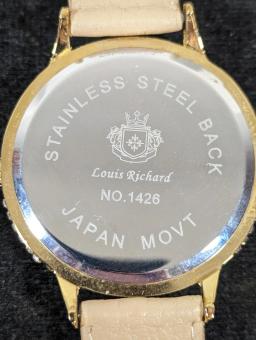 STAINLESS STEEL BACK
Louis Richard
NO.1426
JAPAN MOVT